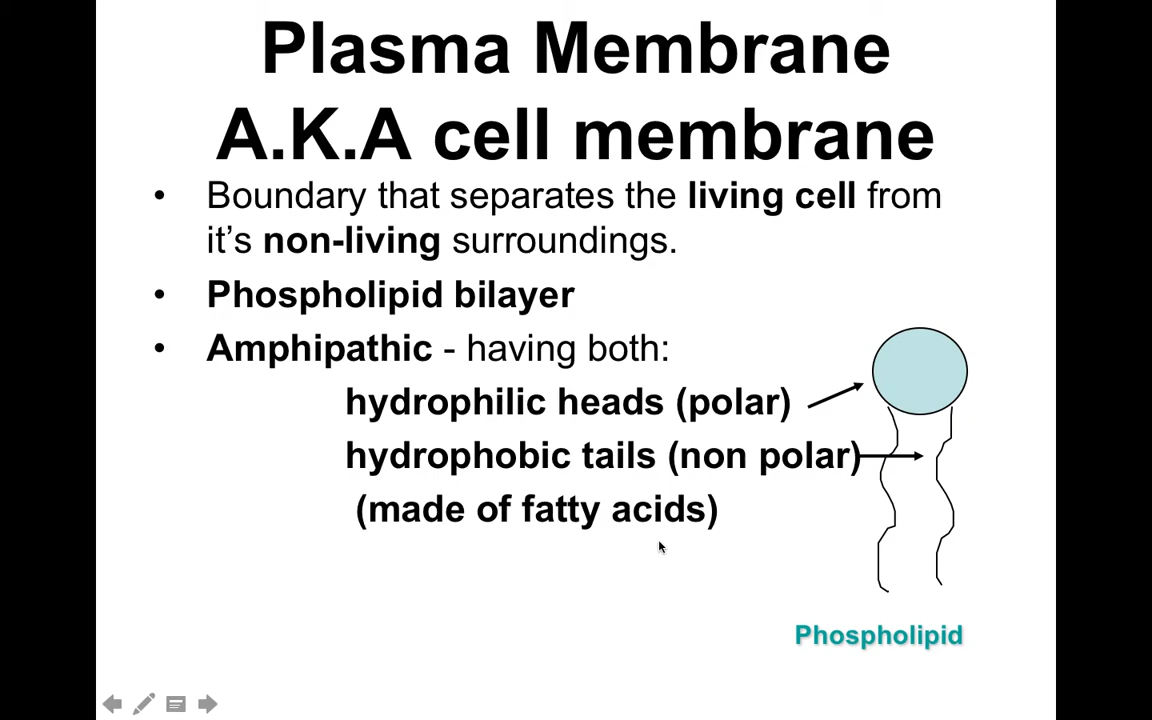 Plasma Membrane
A.K.A cell membrane
• Boundary that separates the living cell from
it’s non-living surroundings.
• Phospholipid bilayer
• Amphipathic - having both:
hydrophilic heads (polar)
hydrophobic tails (non polar)
(made of fatty acids)
Phospholipid